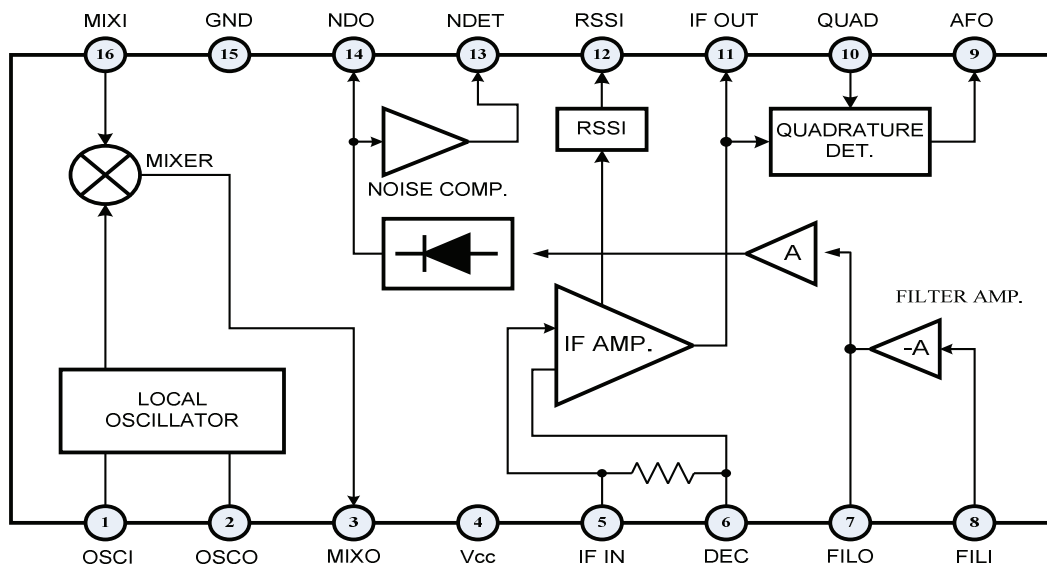 MIXI GND NDO NDET RSSI IF OUT QUAD AFO
16 15 14 13 12 11 10 9
RSSI
QUADRATURE
DET.
MIXER
NOISE COMP.
A
FILTER AMP.
IF AMP.
-A
LOCAL
OSCILLATOR
1 2 3 4 5 6 7 8
OSCI OSCO MIXO Vcc IF IN DEC FILO FILI